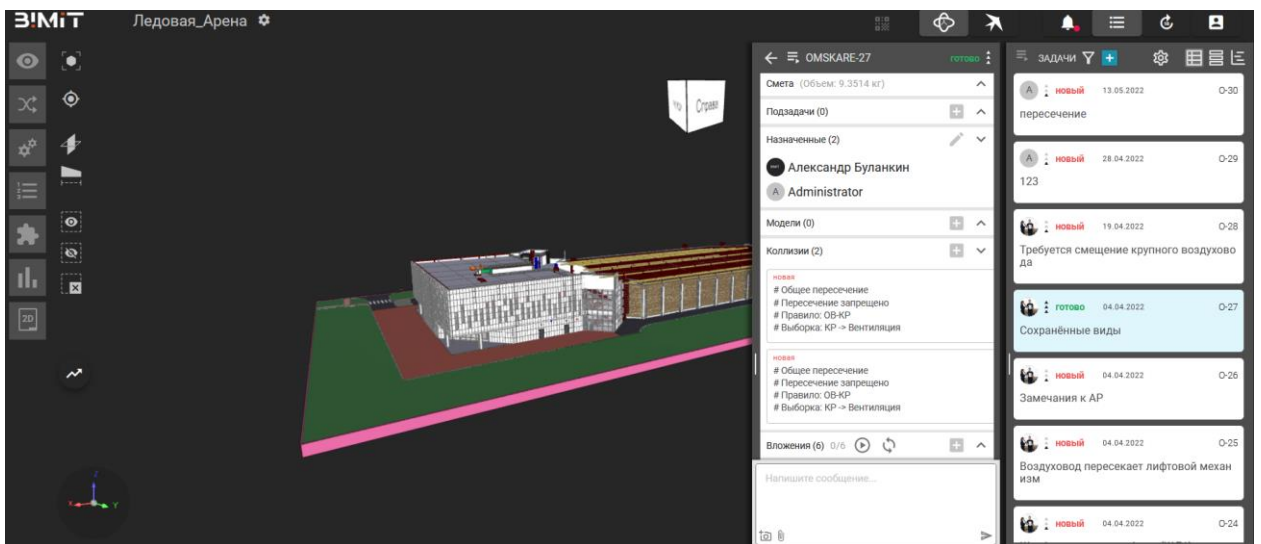 B!MiT
Ледовая_Арена
Справа
2D
Z
X
Y
OMSKARE-27
готово
Смета (Объем: 9.3514 кг)
Подзадачи (0)
Назначенные (2)
Александр Буланкин
A Administrator
Модели (0)
Коллизии (2)
новая
# Общее пересечение
# Пересечение запрещено
# Правило: ОВ-КР
# Выборка: КР -> Вентиляция
новая
# Общее пересечение
# Пересечение запрещено
# Правило: ОВ-КР
# Выборка: КР -> Вентиляция
Вложения (6) 0/6
Напишите сообщение...
ЗАДАЧИ
A новый 13.05.2022 O-30
пересечение
A новый 28.04.2022 O-29
123
новый 19.04.2022 O-28
Требуется смещение крупного воздухово
да
готово 04.04.2022 O-27
Сохранённые виды
новый 04.04.2022 O-26
Замечания к АР
новый 04.04.2022 O-25
Воздуховод пересекает лифтовой механ
изм
новый 04.04.2022 O-24